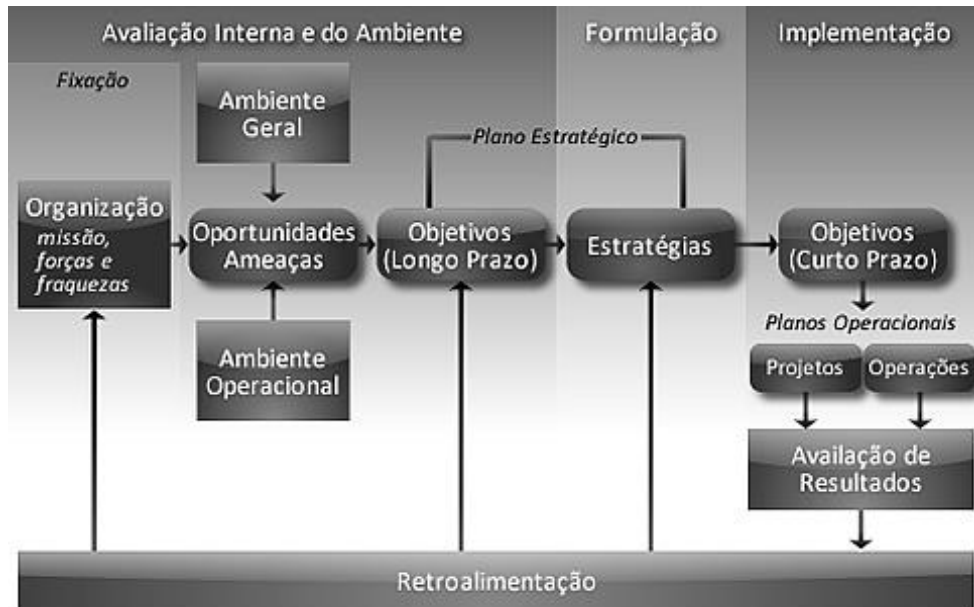 Avaliação Interna e do Ambiente
Formulação
Implementação
Fixação
Ambiente
Geral
Plano Estratégico
Organização
missão,
forças e
fraquezas
Oportunidades
Ameaças
Objetivos
(Longo Prazo)
Estratégias
Objetivos
(Curto Prazo)
Ambiente
Operacional
Planos Operacionais
Projetos
Operações
Availação de
Resultados
Retroalimentação